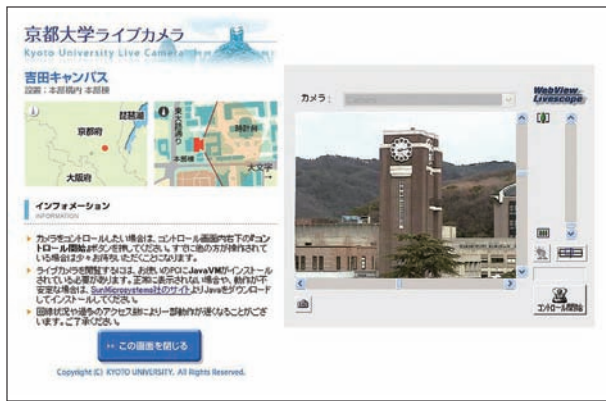 京都大学ライブカメラ
Kyoto University Live Camera
吉田キャンパス
設置：本部構内 本部棟
京都府
琵琶湖
大阪府
東大路通り
時計台
本部棟
大文字
→
インフォメーション
INFORMATION
カメラをコントロールしたい場合は、コントロール画面内右下の『コントロール開始』ボタンを押してください。すでに他の方が操作されている場合は少々お待ちいただくことになります。
ライブカメラを閲覧するには、お使いのPCにJavaVMがインストールされている必要があります。正常に表示されない場合や、動作が不安定な場合は、SunMicrosystems社のサイトよりJavaをダウンロードしてインストールしてください。
回線状況や過多のアクセス数により一部動作が遅くなることがございます。ご了承ください。
この画面を閉じる
Copyright (C) KYOTO UNIVERSITY. All Rights Reserved.
カメラ：
Camera
WebView
Livescope
コントロール開始